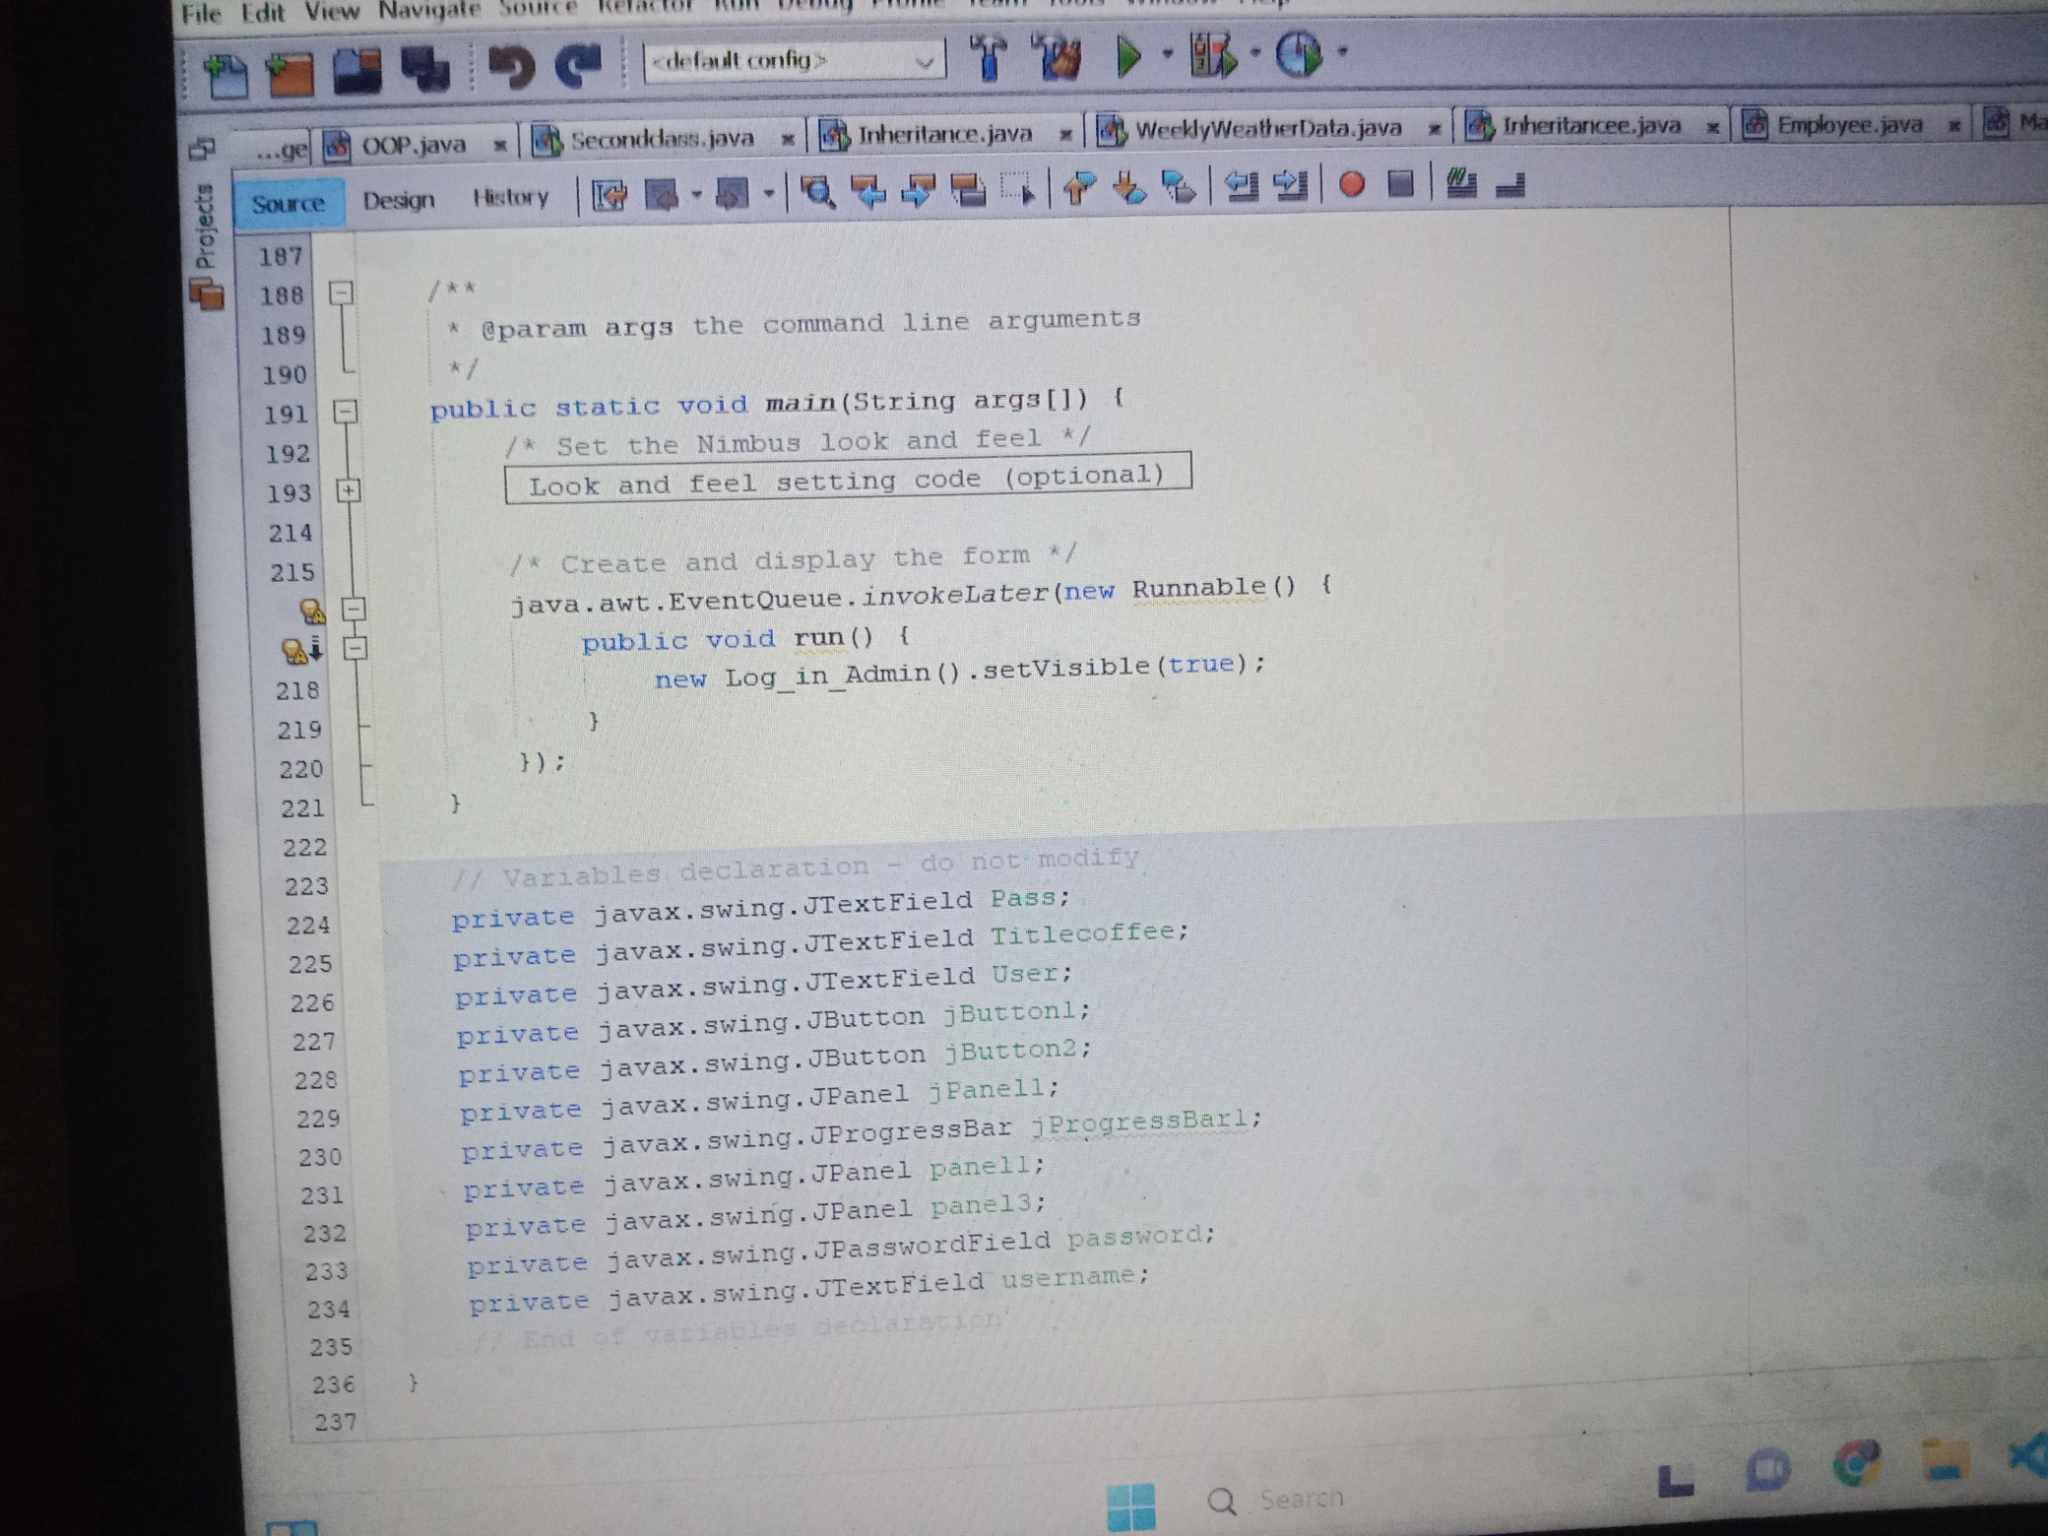 File Edit View Navigate Source Refactor Run Debug Profile Team Tools Window Help
<default config>
...ge OOP.java Secondclass.java Inheritance.java WeeklyWeatherData.java Inheritancee.java Employee.java Ma
Projects
Source Design History
187
188 /**
189 * @param args the command line arguments
190 */
191 public static void main(String args[]) {
192 /* Set the Nimbus look and feel */
193 Look and feel setting code (optional)
214
215 /* Create and display the form */
java.awt.EventQueue.invokeLater(new Runnable() {
public void run() {
218 new Log_in_Admin().setVisible(true);
219 }
220 });
221 }
222
223 // Variables declaration - do not modify
224 private javax.swing.JTextField Pass;
225 private javax.swing.JTextField Titlecoffee;
226 private javax.swing.JTextField User;
227 private javax.swing.JButton jButton1;
228 private javax.swing.JButton jButton2;
229 private javax.swing.JPanel jPanel1;
230 private javax.swing.JProgressBar jProgressBar1;
231 private javax.swing.JPanel panel1;
232 private javax.swing.JPanel panel3;
233 private javax.swing.JPasswordField password;
234 private javax.swing.JTextField username;
235 // End of variables declaration
236 }
237
Search